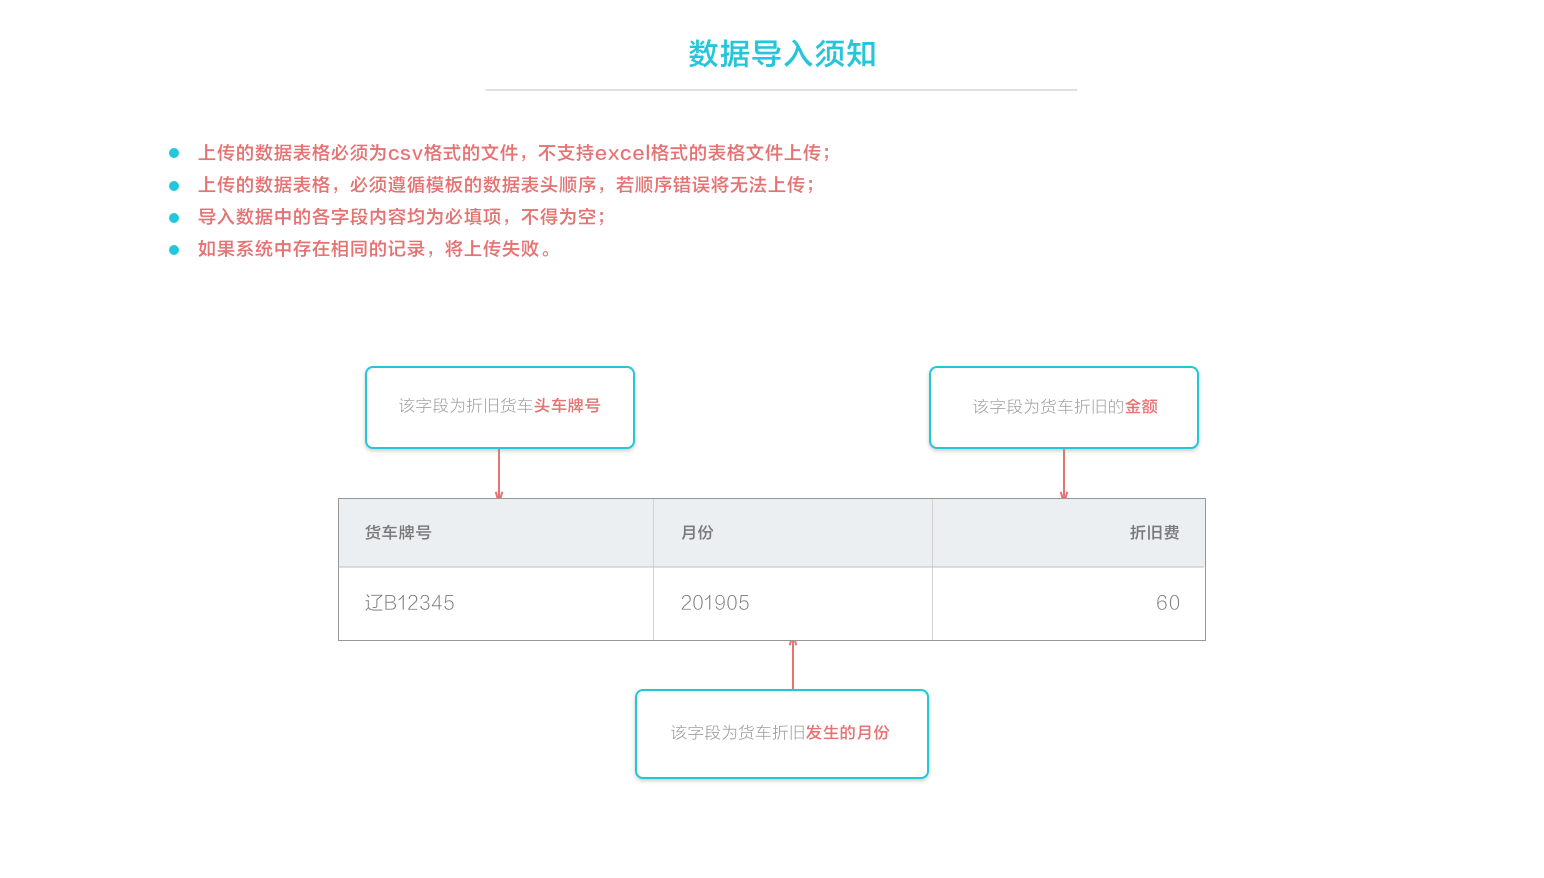 数据导入须知
上传的数据表格必须为csv格式的文件，不支持excel格式的表格文件上传；
上传的数据表格，必须遵循模板的数据表头顺序，若顺序错误将无法上传；
导入数据中的各字段内容均为必填项，不得为空；
如果系统中存在相同的记录，将上传失败。
该字段为折旧货车头车牌号
该字段为货车折旧的金额
货车牌号 月份 折旧费
辽B12345 201905 60
该字段为货车折旧发生的月份